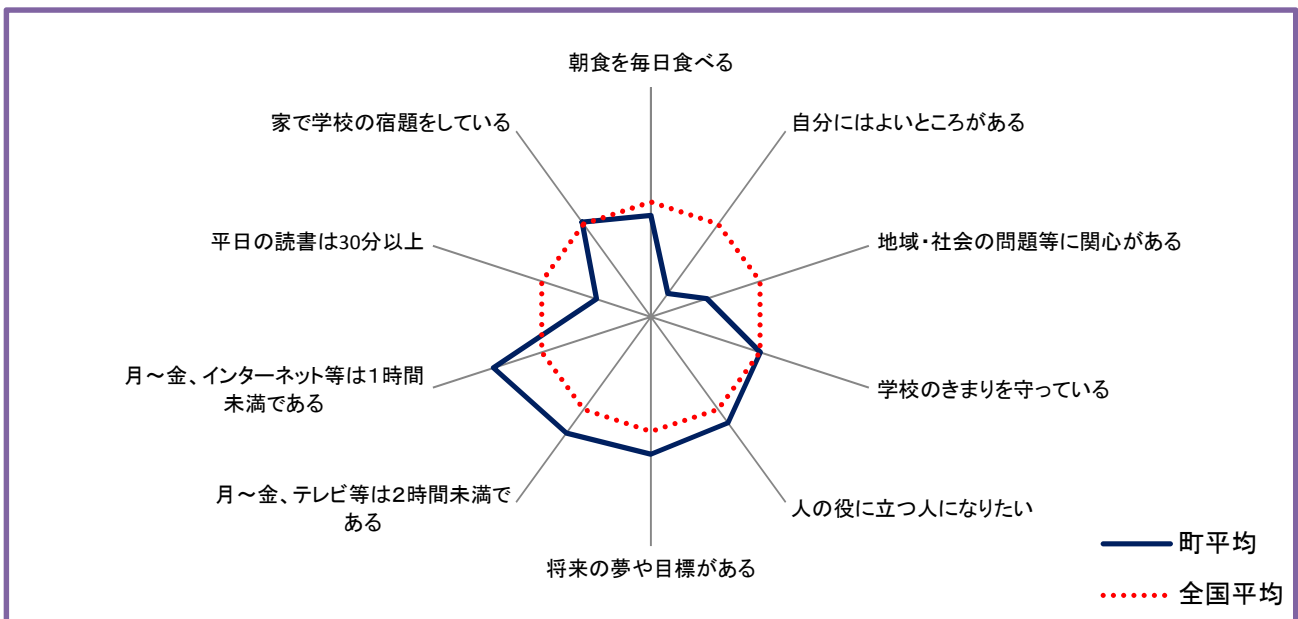 朝食を毎日食べる
家で学校の宿題をしている
自分にはよいところがある
平日の読書は30分以上
地域・社会の問題等に関心がある
月～金、インターネット等は１時間
未満である
学校のきまりを守っている
月～金、テレビ等は２時間未満で
ある
人の役に立つ人になりたい
将来の夢や目標がある
町平均
全国平均